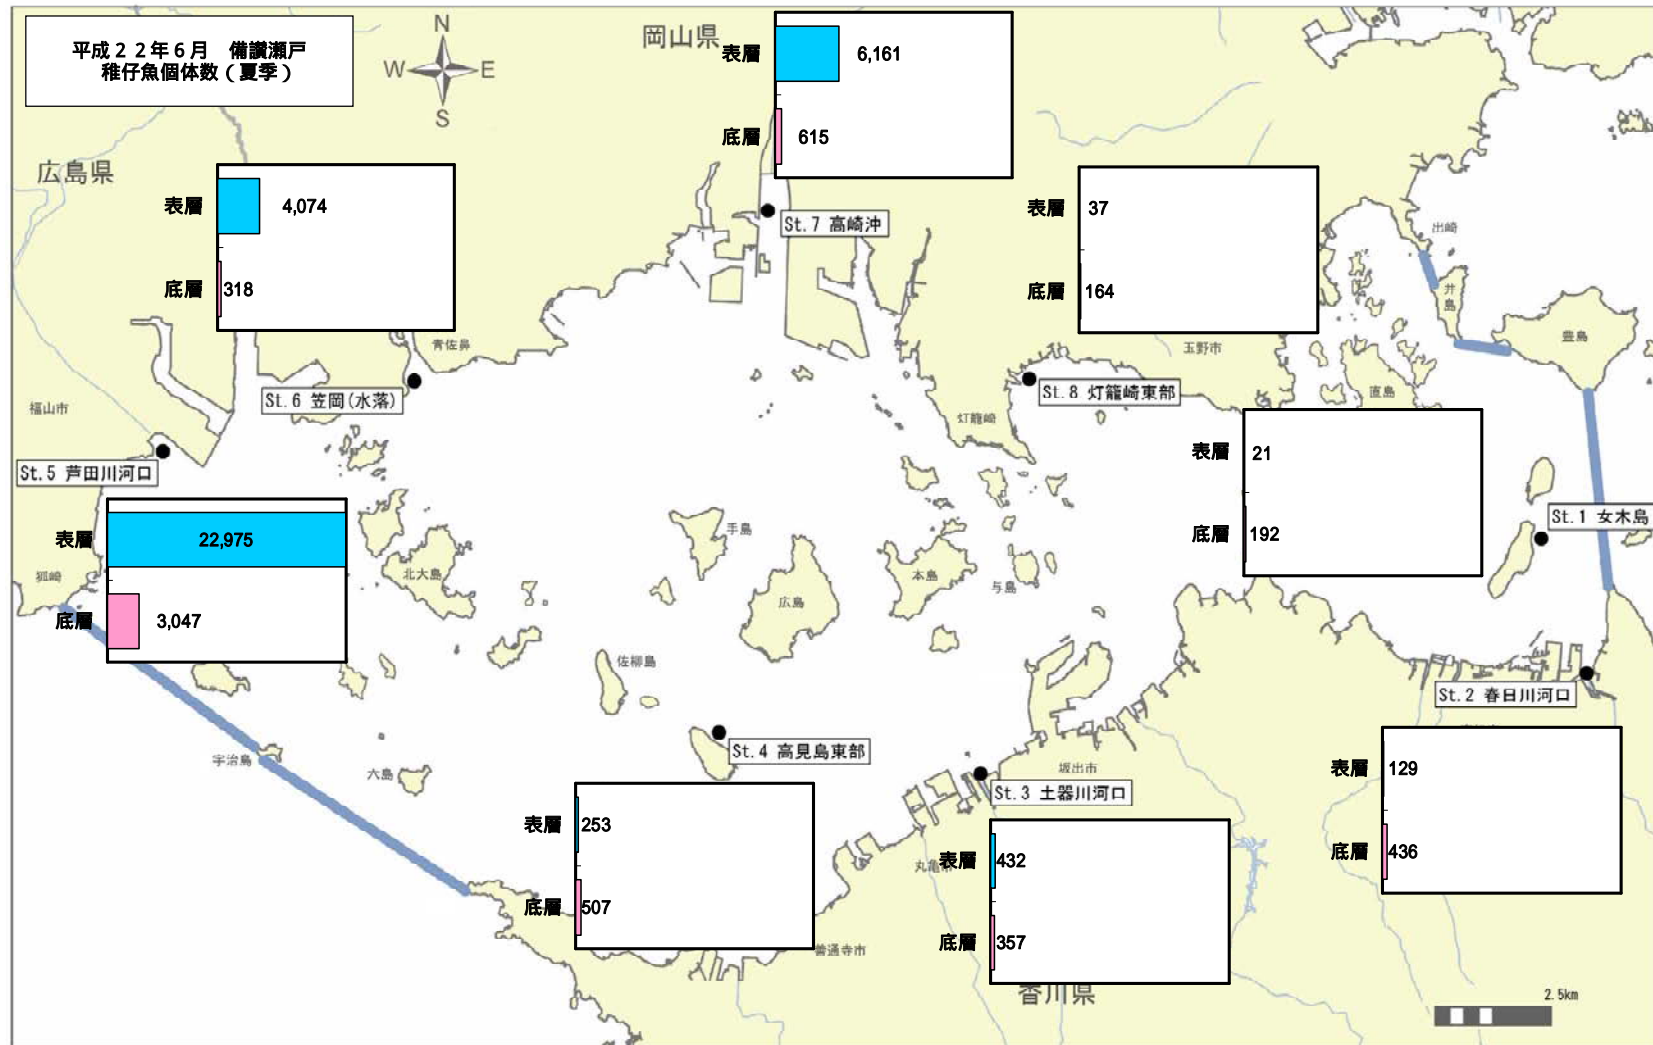 平成２２年６月　備讃瀬戸
稚仔魚個体数（夏季）
N
W
E
S
岡山県
表層
6,161
底層
615
広島県
表層
4,074
底層
318
St.7 高崎沖
表層
37
底層
164
出崎
井島
豊島
青佐鼻
玉野市
直島
St.6 笠岡(水落)
St.8 灯籠崎東部
福山市
灯籠崎
St.5 芦田川河口
表層
21
底層
192
St.1 女木島
表層
22,975
底層
3,047
狐崎
北大島
手島
広島
本島
与島
佐柳島
St.2 春日川河口
宇治島
六島
St.4 高見島東部
坂出市
St.3 土器川河口
表層
129
底層
436
表層
253
底層
507
丸亀市
表層
432
底層
357
善通寺市
香川県
2.5km